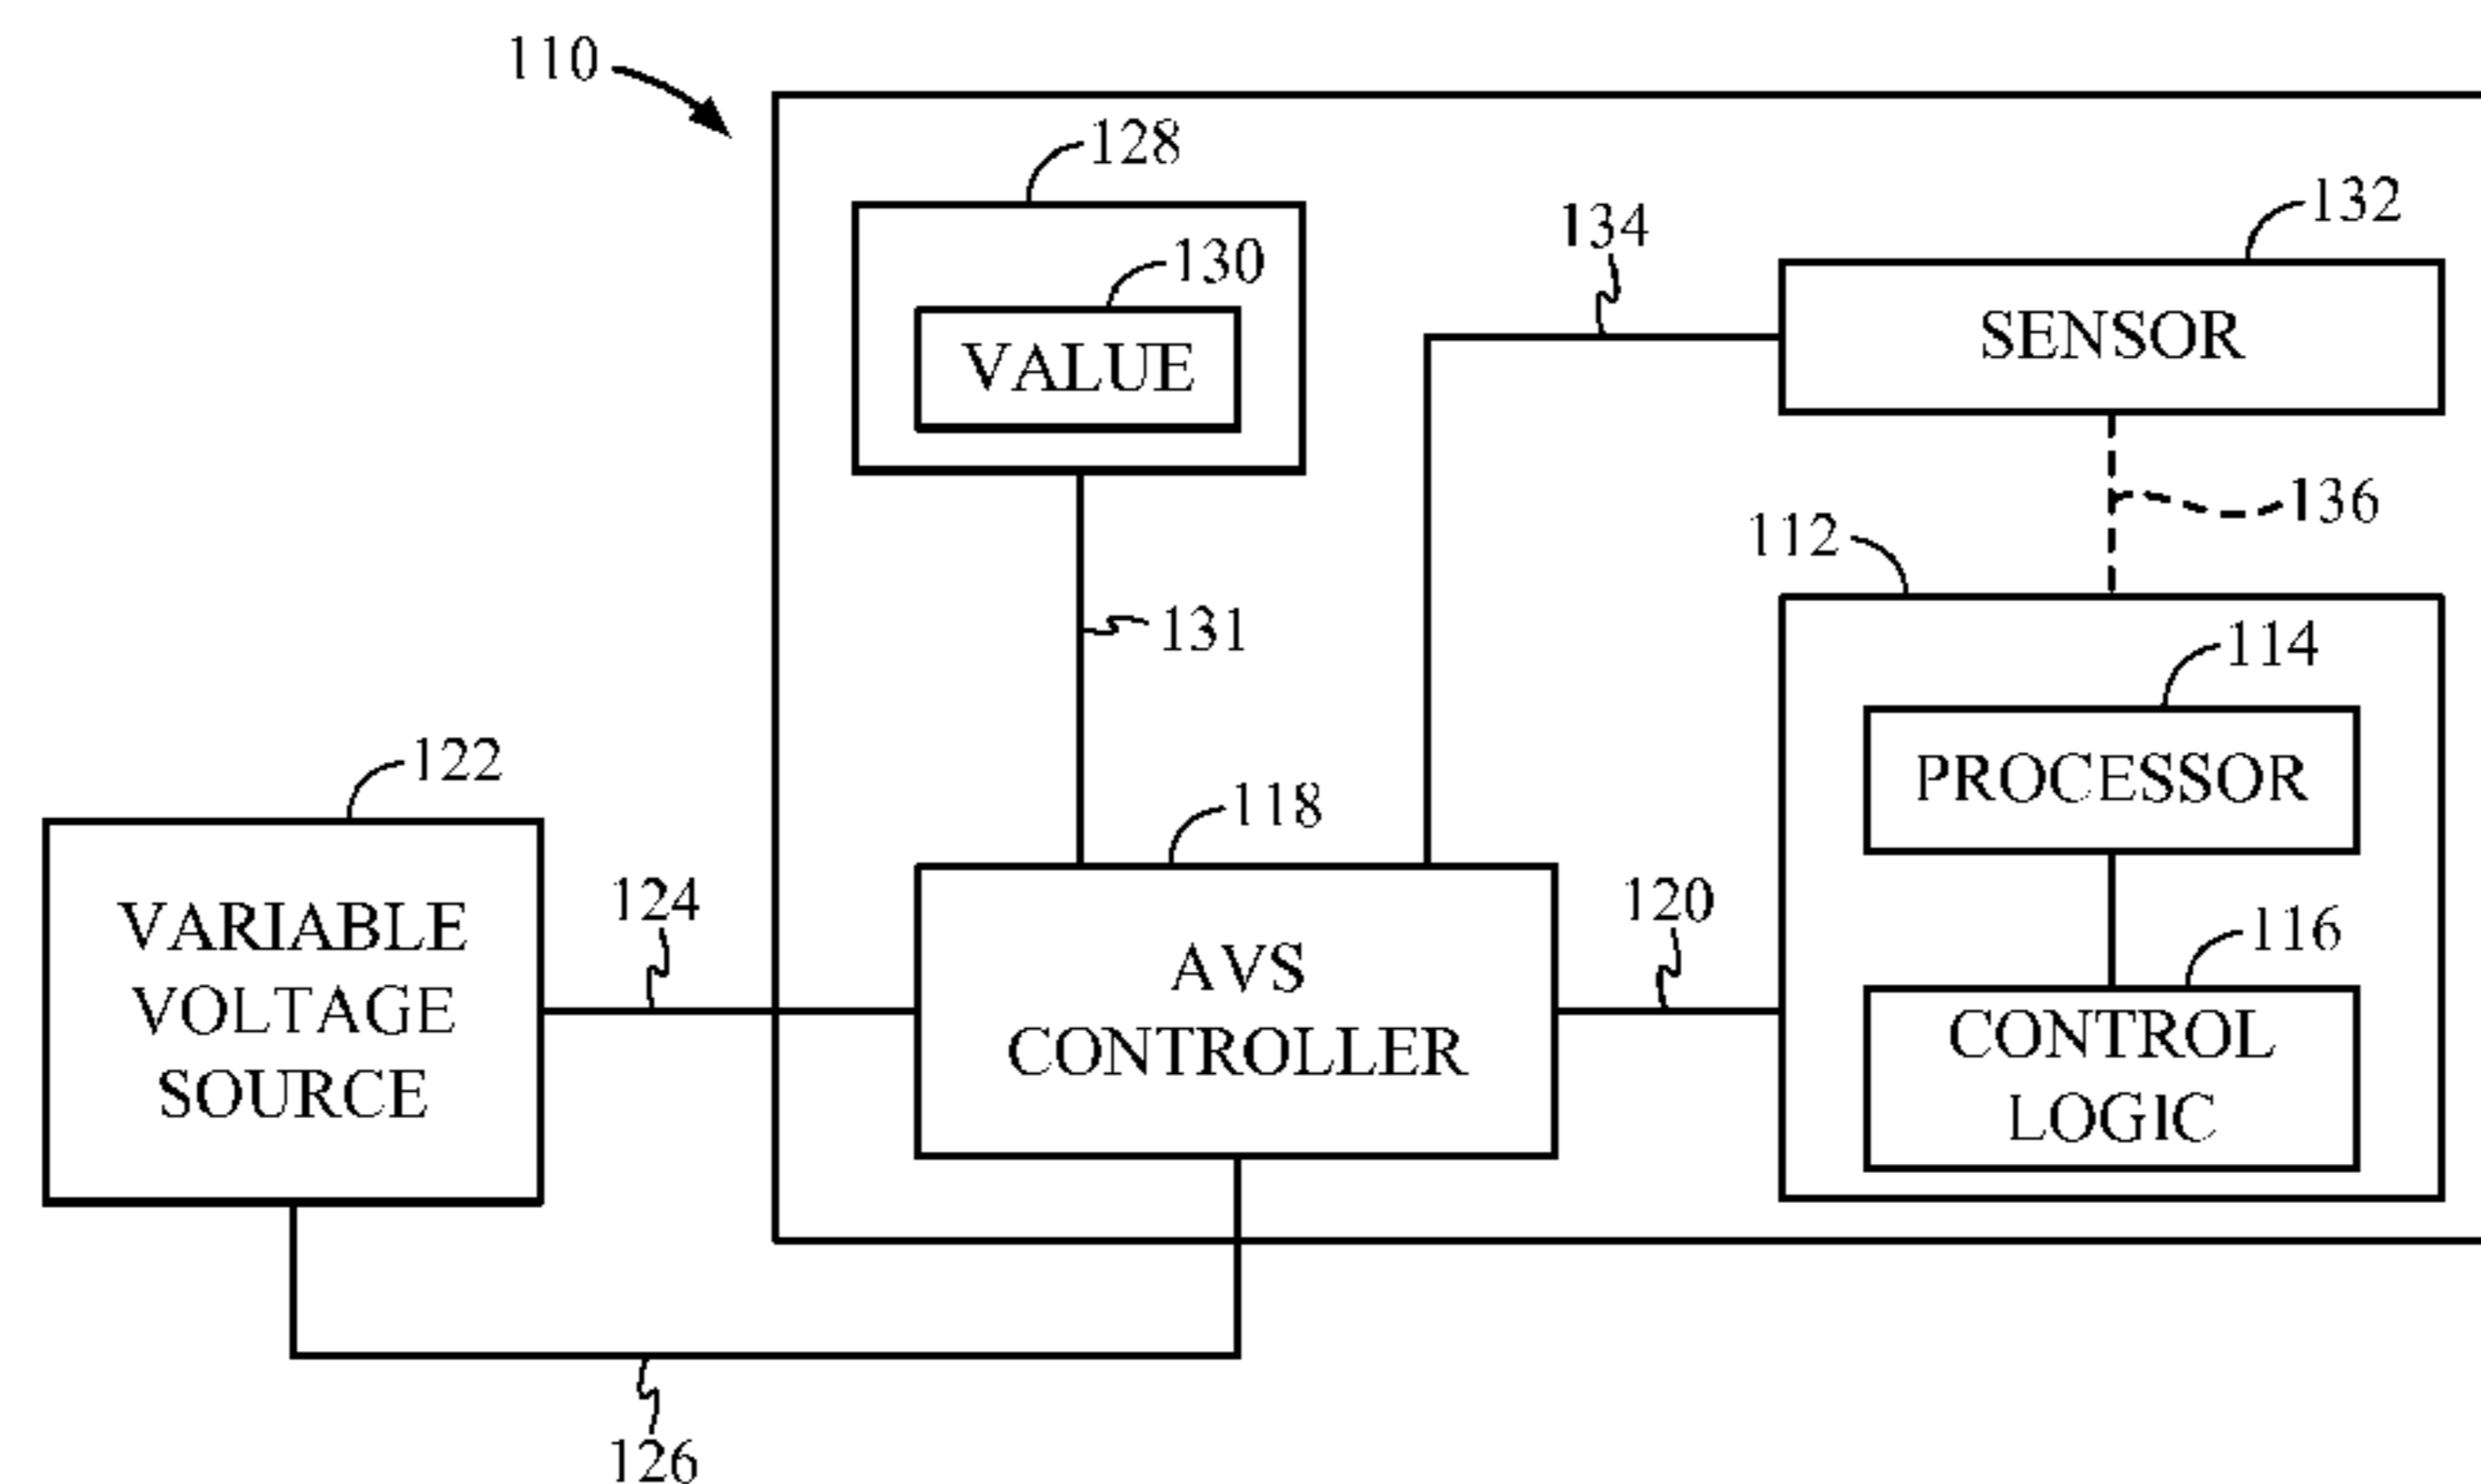 110
128
132
134
130
SENSOR
VALUE
136
112
131
114
122
PROCESSOR
118
124
120
116
VARIABLE
VOLTAGE
SOURCE
AVS
CONTROLLER
CONTROL
LOGIC
126